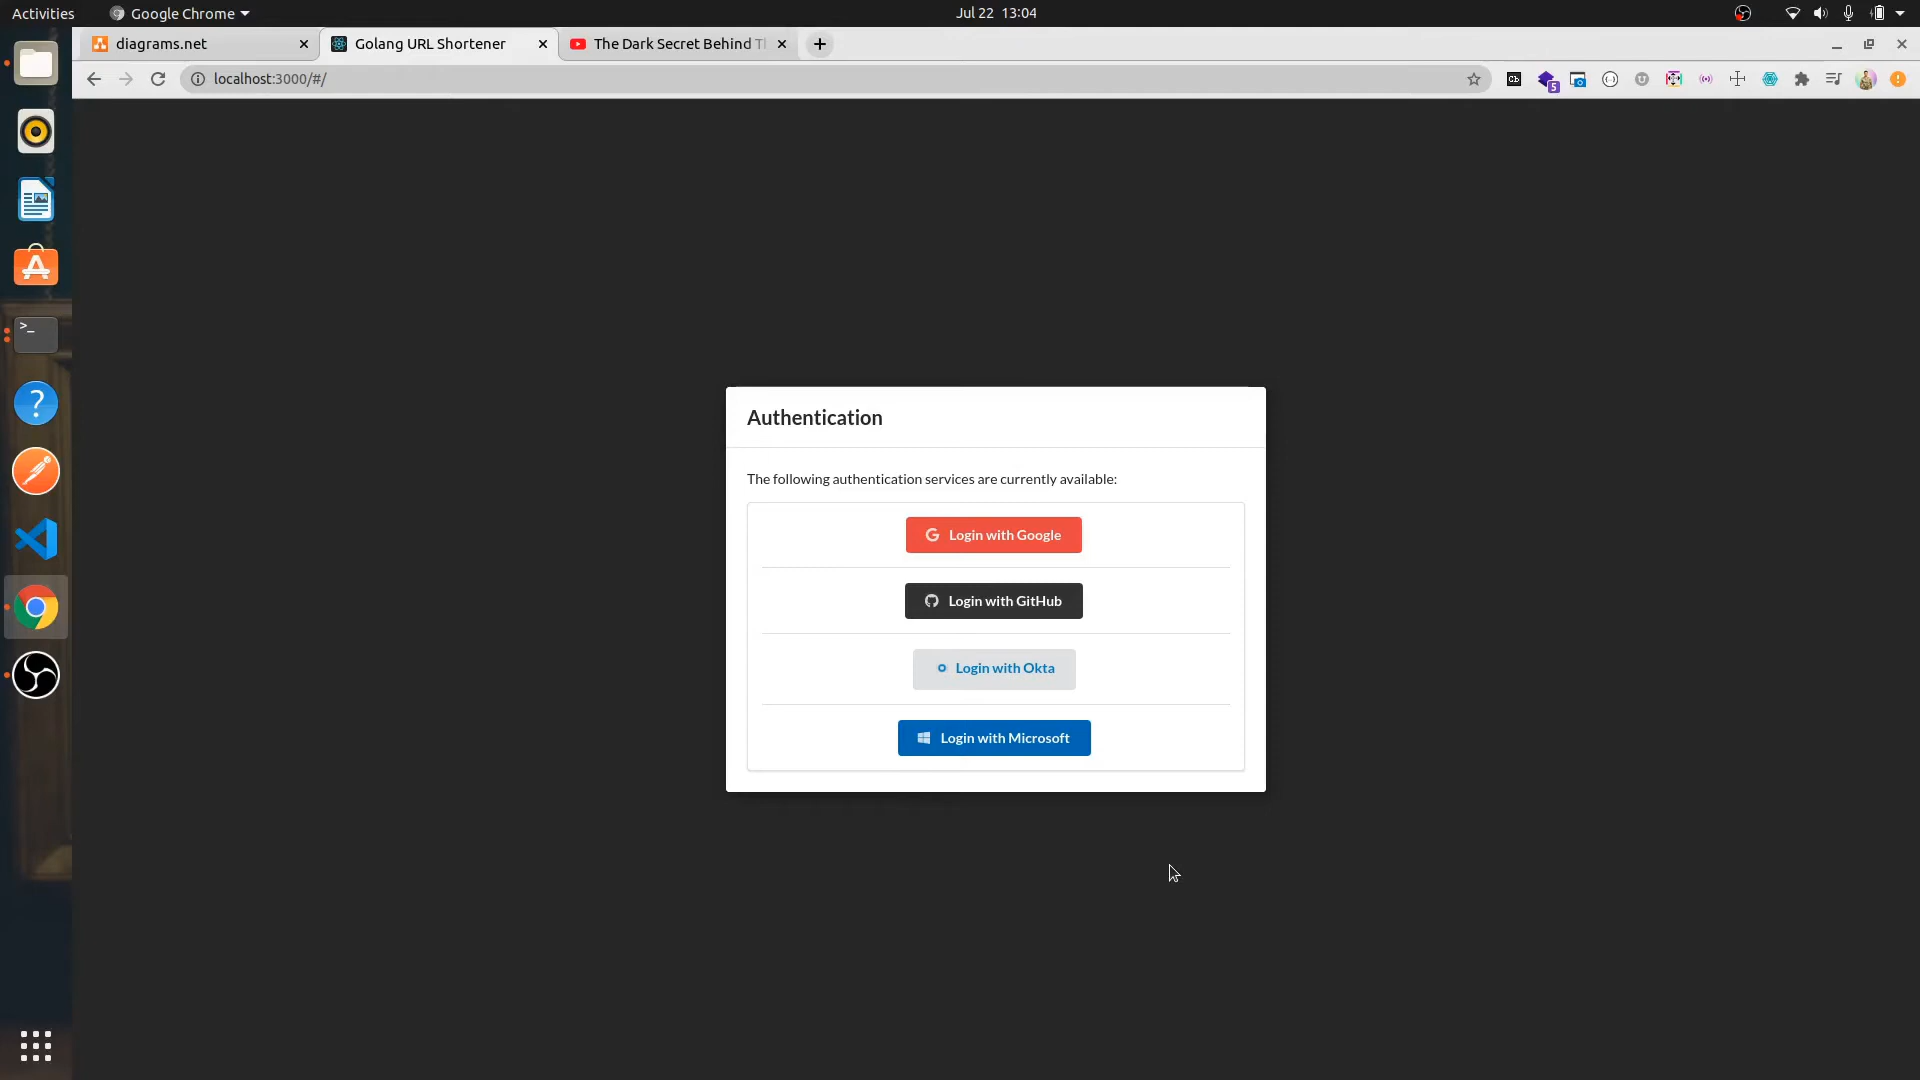 Activities
Google Chrome
Jul 22 13:04
diagrams.net
Golang URL Shortener
The Dark Secret Behind
localhost:3000/#/
5
Authentication
The following authentication services are currently available:
Login with Google
Login with GitHub
Login with Okta
Login with Microsoft